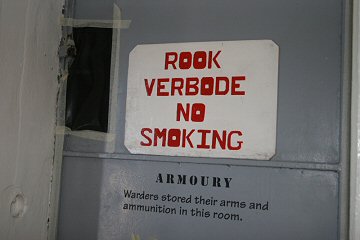 ROOK
VERBODE
NO
SMOKING
ARMOURY
Warders stored their arms and
ammunition in this room.